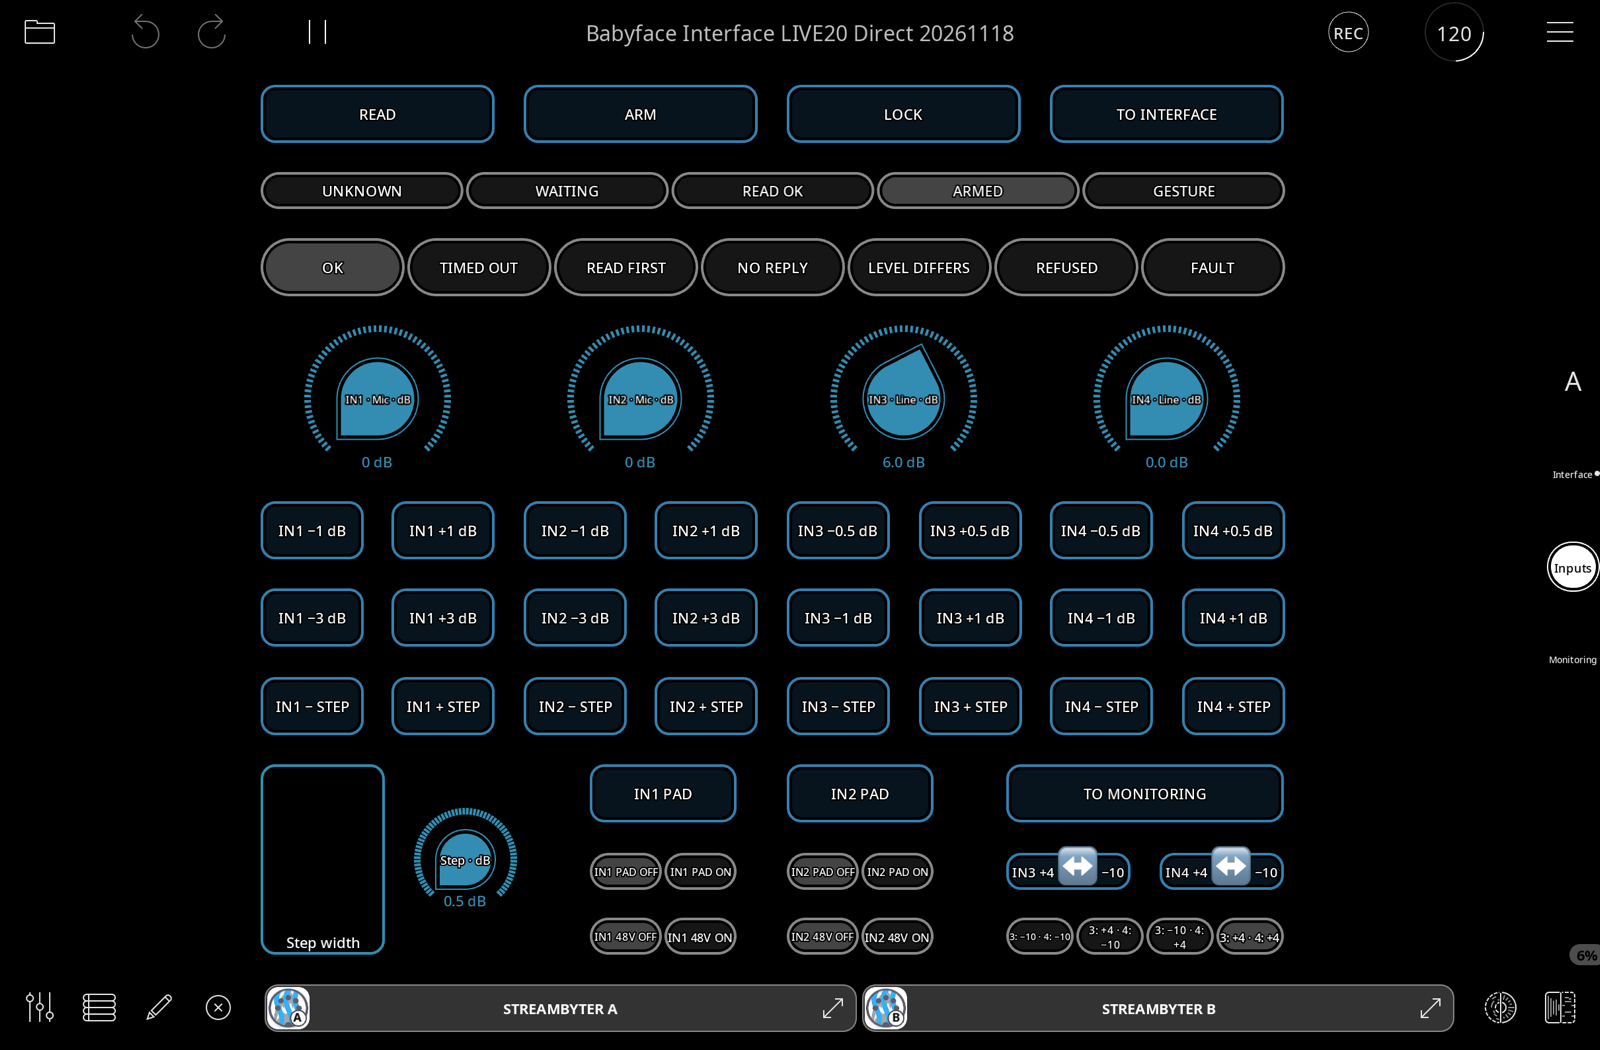 Babyface Interface LIVE20 Direct 20261118
REC
120
READ
ARM
LOCK
TO INTERFACE
UNKNOWN
WAITING
READ OK
ARMED
GESTURE
OK
TIMED OUT
READ FIRST
NO REPLY
LEVEL DIFFERS
REFUSED
FAULT
IN1 · Mic · dB
IN2 · Mic · dB
IN3 · Line · dB
IN4 · Line · dB
0 dB
0 dB
6.0 dB
0.0 dB
A
Interface
Inputs
Monitoring
IN1 −1 dB
IN1 +1 dB
IN2 −1 dB
IN2 +1 dB
IN3 −0.5 dB
IN3 +0.5 dB
IN4 −0.5 dB
IN4 +0.5 dB
IN1 −3 dB
IN1 +3 dB
IN2 −3 dB
IN2 +3 dB
IN3 −1 dB
IN3 +1 dB
IN4 −1 dB
IN4 +1 dB
IN1 − STEP
IN1 + STEP
IN2 − STEP
IN2 + STEP
IN3 − STEP
IN3 + STEP
IN4 − STEP
IN4 + STEP
Step width
Step · dB
0.5 dB
IN1 PAD
IN2 PAD
TO MONITORING
IN1 PAD OFF
IN1 PAD ON
IN2 PAD OFF
IN2 PAD ON
IN3 +4 ↔️ −10
IN4 +4 ↔️ −10
IN1 48V OFF
IN1 48V ON
IN2 48V OFF
IN2 48V ON
3: −10 · 4: −10
3: +4 · 4:
−10
3: −10 · 4:
+4
3: +4 · 4: +4
6%
A
STREAMBYTER A
B
STREAMBYTER B